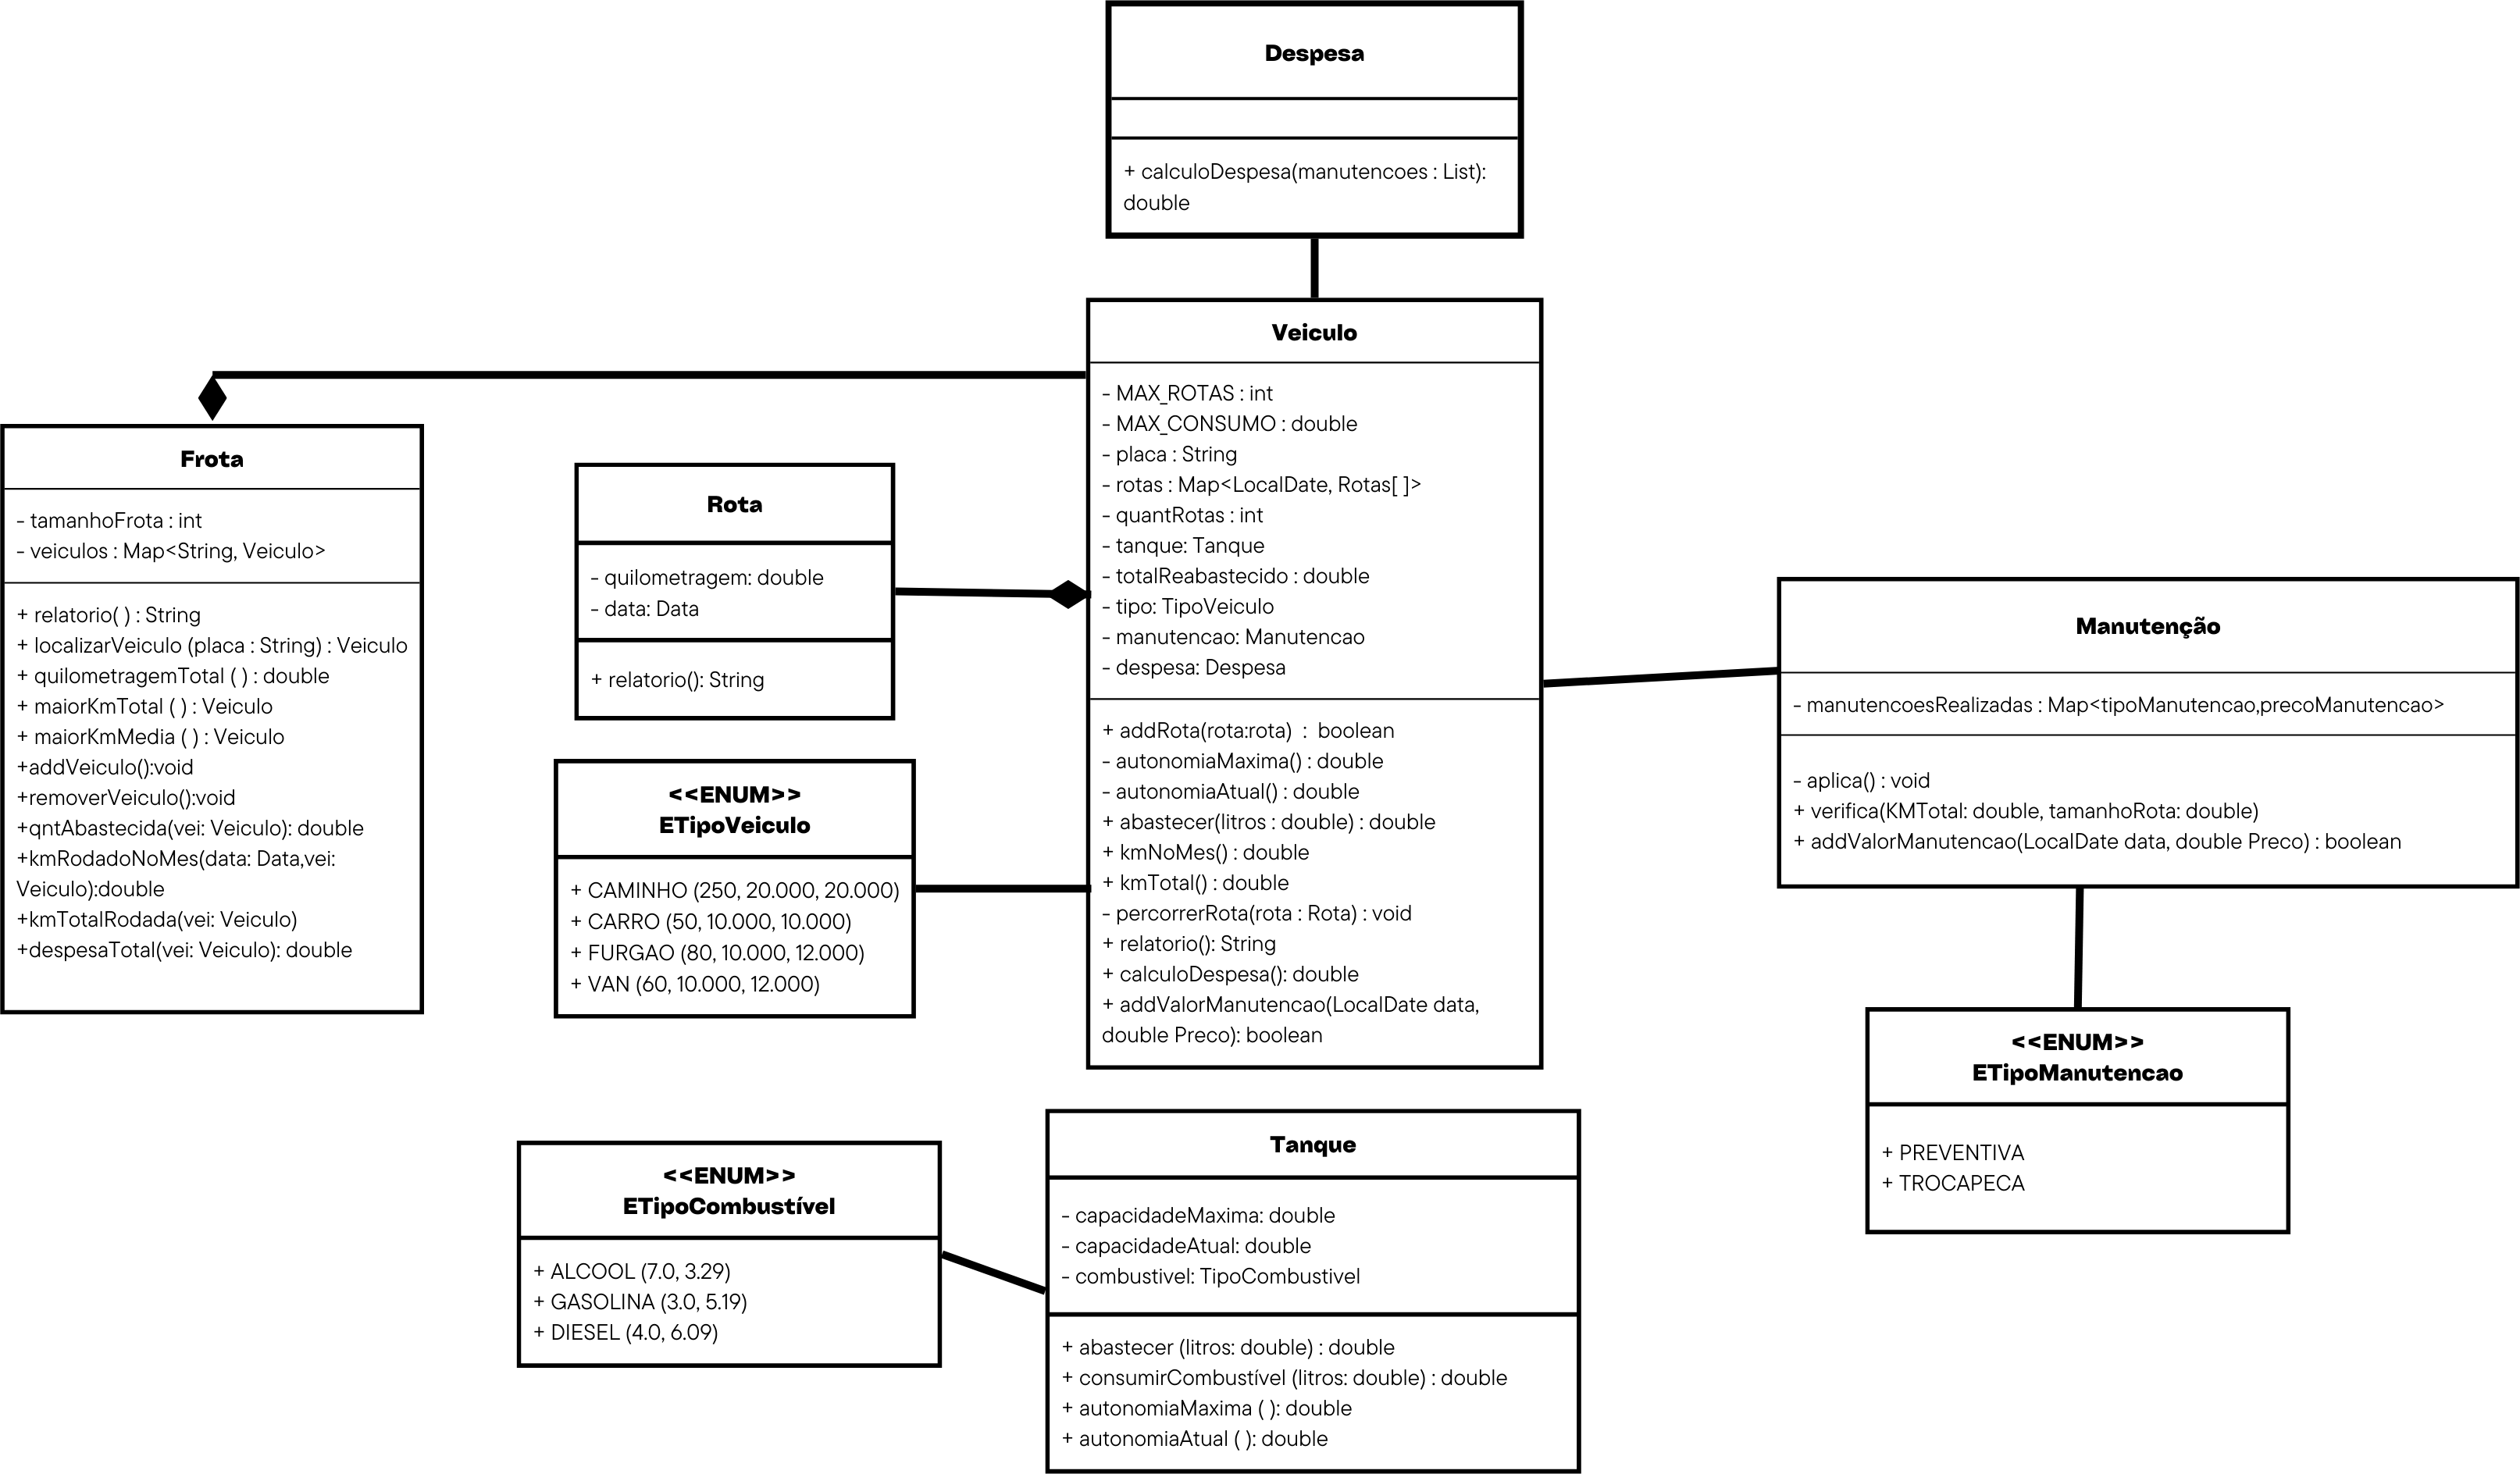 Despesa
+ calculoDespesa(manutencoes : List):
double
Veiculo
- MAX_ROTAS : int
- MAX_CONSUMO : double
- placa : String
- rotas : Map<LocalDate, Rotas[ ]>
- quantRotas : int
- tanque: Tanque
- totalReabastecido : double
- tipo: TipoVeiculo
- manutencao: Manutencao
- despesa: Despesa
+ addRota(rota:rota)  :  boolean
- autonomiaMaxima() : double
- autonomiaAtual() : double
+ abastecer(litros : double) : double
+ kmNoMes() : double
+ kmTotal() : double
- percorrerRota(rota : Rota) : void
+ relatorio(): String
+ calculoDespesa(): double
+ addValorManutencao(LocalDate data,
double Preco): boolean
Frota
- tamanhoFrota : int
- veiculos : Map<String, Veiculo>
+ relatorio( ) : String
+ localizarVeiculo (placa : String) : Veiculo
+ quilometragemTotal ( ) : double
+ maiorKmTotal ( ) : Veiculo
+ maiorKmMedia ( ) : Veiculo
+addVeiculo():void
+removerVeiculo():void
+qntAbastecida(vei: Veiculo): double
+kmRodadoNoMes(data: Data,vei:
Veiculo):double
+kmTotalRodada(vei: Veiculo)
+despesaTotal(vei: Veiculo): double
Rota
- quilometragem: double
- data: Data
+ relatorio(): String
<<ENUM>>
ETipoVeiculo
+ CAMINHO (250, 20.000, 20.000)
+ CARRO (50, 10.000, 10.000)
+ FURGAO (80, 10.000, 12.000)
+ VAN (60, 10.000, 12.000)
Manutenção
- manutencoesRealizadas : Map<tipoManutencao,precoManutencao>
- aplica() : void
+ verifica(KMTotal: double, tamanhoRota: double)
+ addValorManutencao(LocalDate data, double Preco) : boolean
<<ENUM>>
ETipoManutencao
+ PREVENTIVA
+ TROCAPECA
<<ENUM>>
ETipoCombustível
+ ALCOOL (7.0, 3.29)
+ GASOLINA (3.0, 5.19)
+ DIESEL (4.0, 6.09)
Tanque
- capacidadeMaxima: double
- capacidadeAtual: double
- combustivel: TipoCombustivel
+ abastecer (litros: double) : double
+ consumirCombustível (litros: double) : double
+ autonomiaMaxima ( ): double
+ autonomiaAtual ( ): double